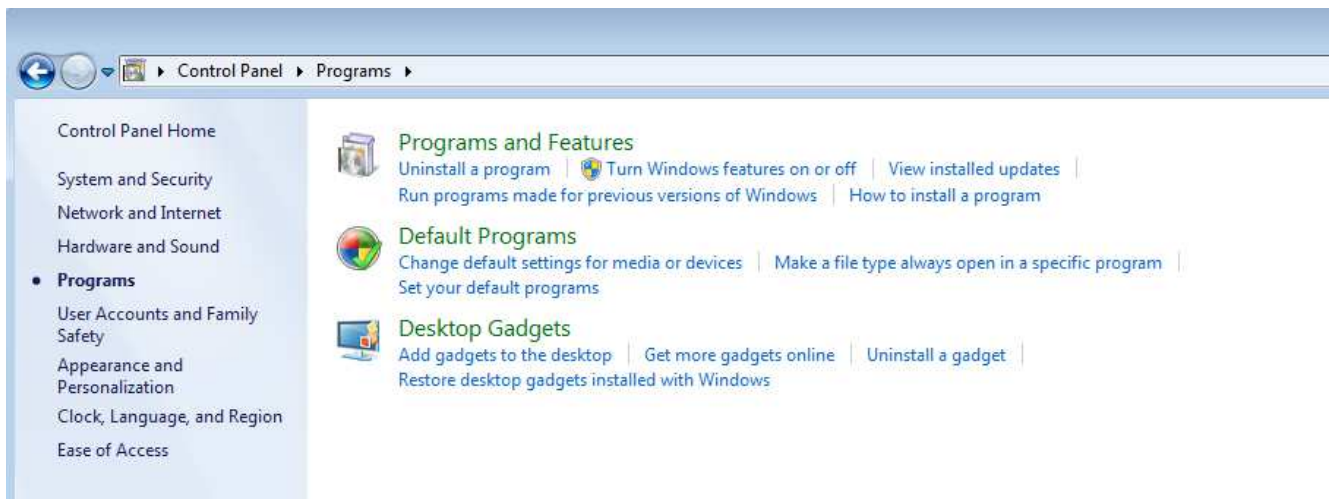 Control Panel Programs
Control Panel Home
System and Security
Network and Internet
Hardware and Sound
Programs
User Accounts and Family
Safety
Appearance and
Personalization
Clock, Language, and Region
Ease of Access
Programs and Features
Uninstall a program Turn Windows features on or off View installed updates
Run programs made for previous versions of Windows How to install a program
Default Programs
Change default settings for media or devices Make a file type always open in a specific program
Set your default programs
Desktop Gadgets
Add gadgets to the desktop Get more gadgets online Uninstall a gadget
Restore desktop gadgets installed with Windows